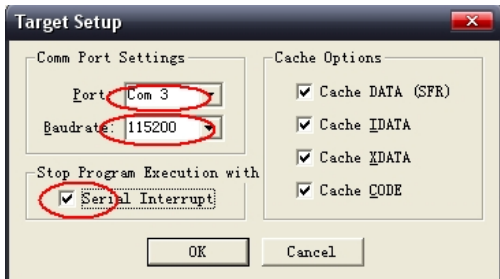 Target Setup
Comm Port Settings
Port: Com 3
Baudrate: 115200
Stop Program Execution with
Serial Interrupt
Cache Options
Cache DATA (SFR)
Cache IDATA
Cache XDATA
Cache CODE
OK
Cancel